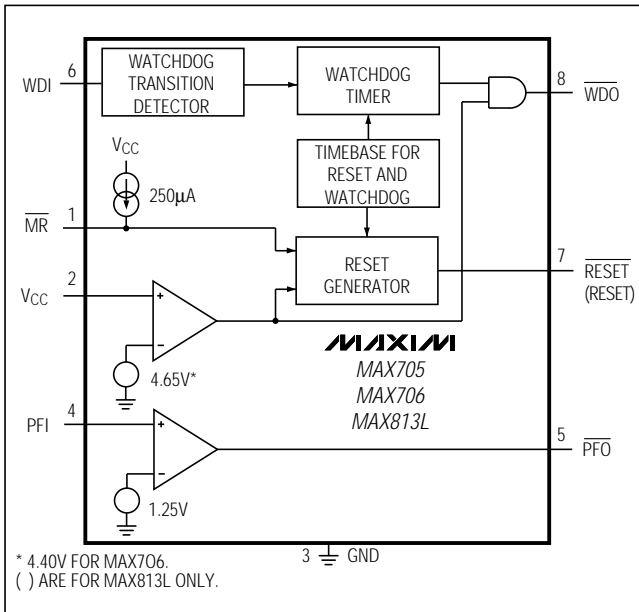 WDI
6
WATCHDOG
TRANSITION
DETECTOR
WATCHDOG
TIMER
8
WDO
VCC
250µA
TIMEBASE FOR
RESET AND
WATCHDOG
MR
1
RESET
GENERATOR
7
RESET
(RESET)
VCC
2
+
−
4.65V*
MAXIM
MAX705
MAX706
MAX813L
PFI
4
+
−
1.25V
5
PFO
3
GND
* 4.40V FOR MAX706.
( ) ARE FOR MAX813L ONLY.